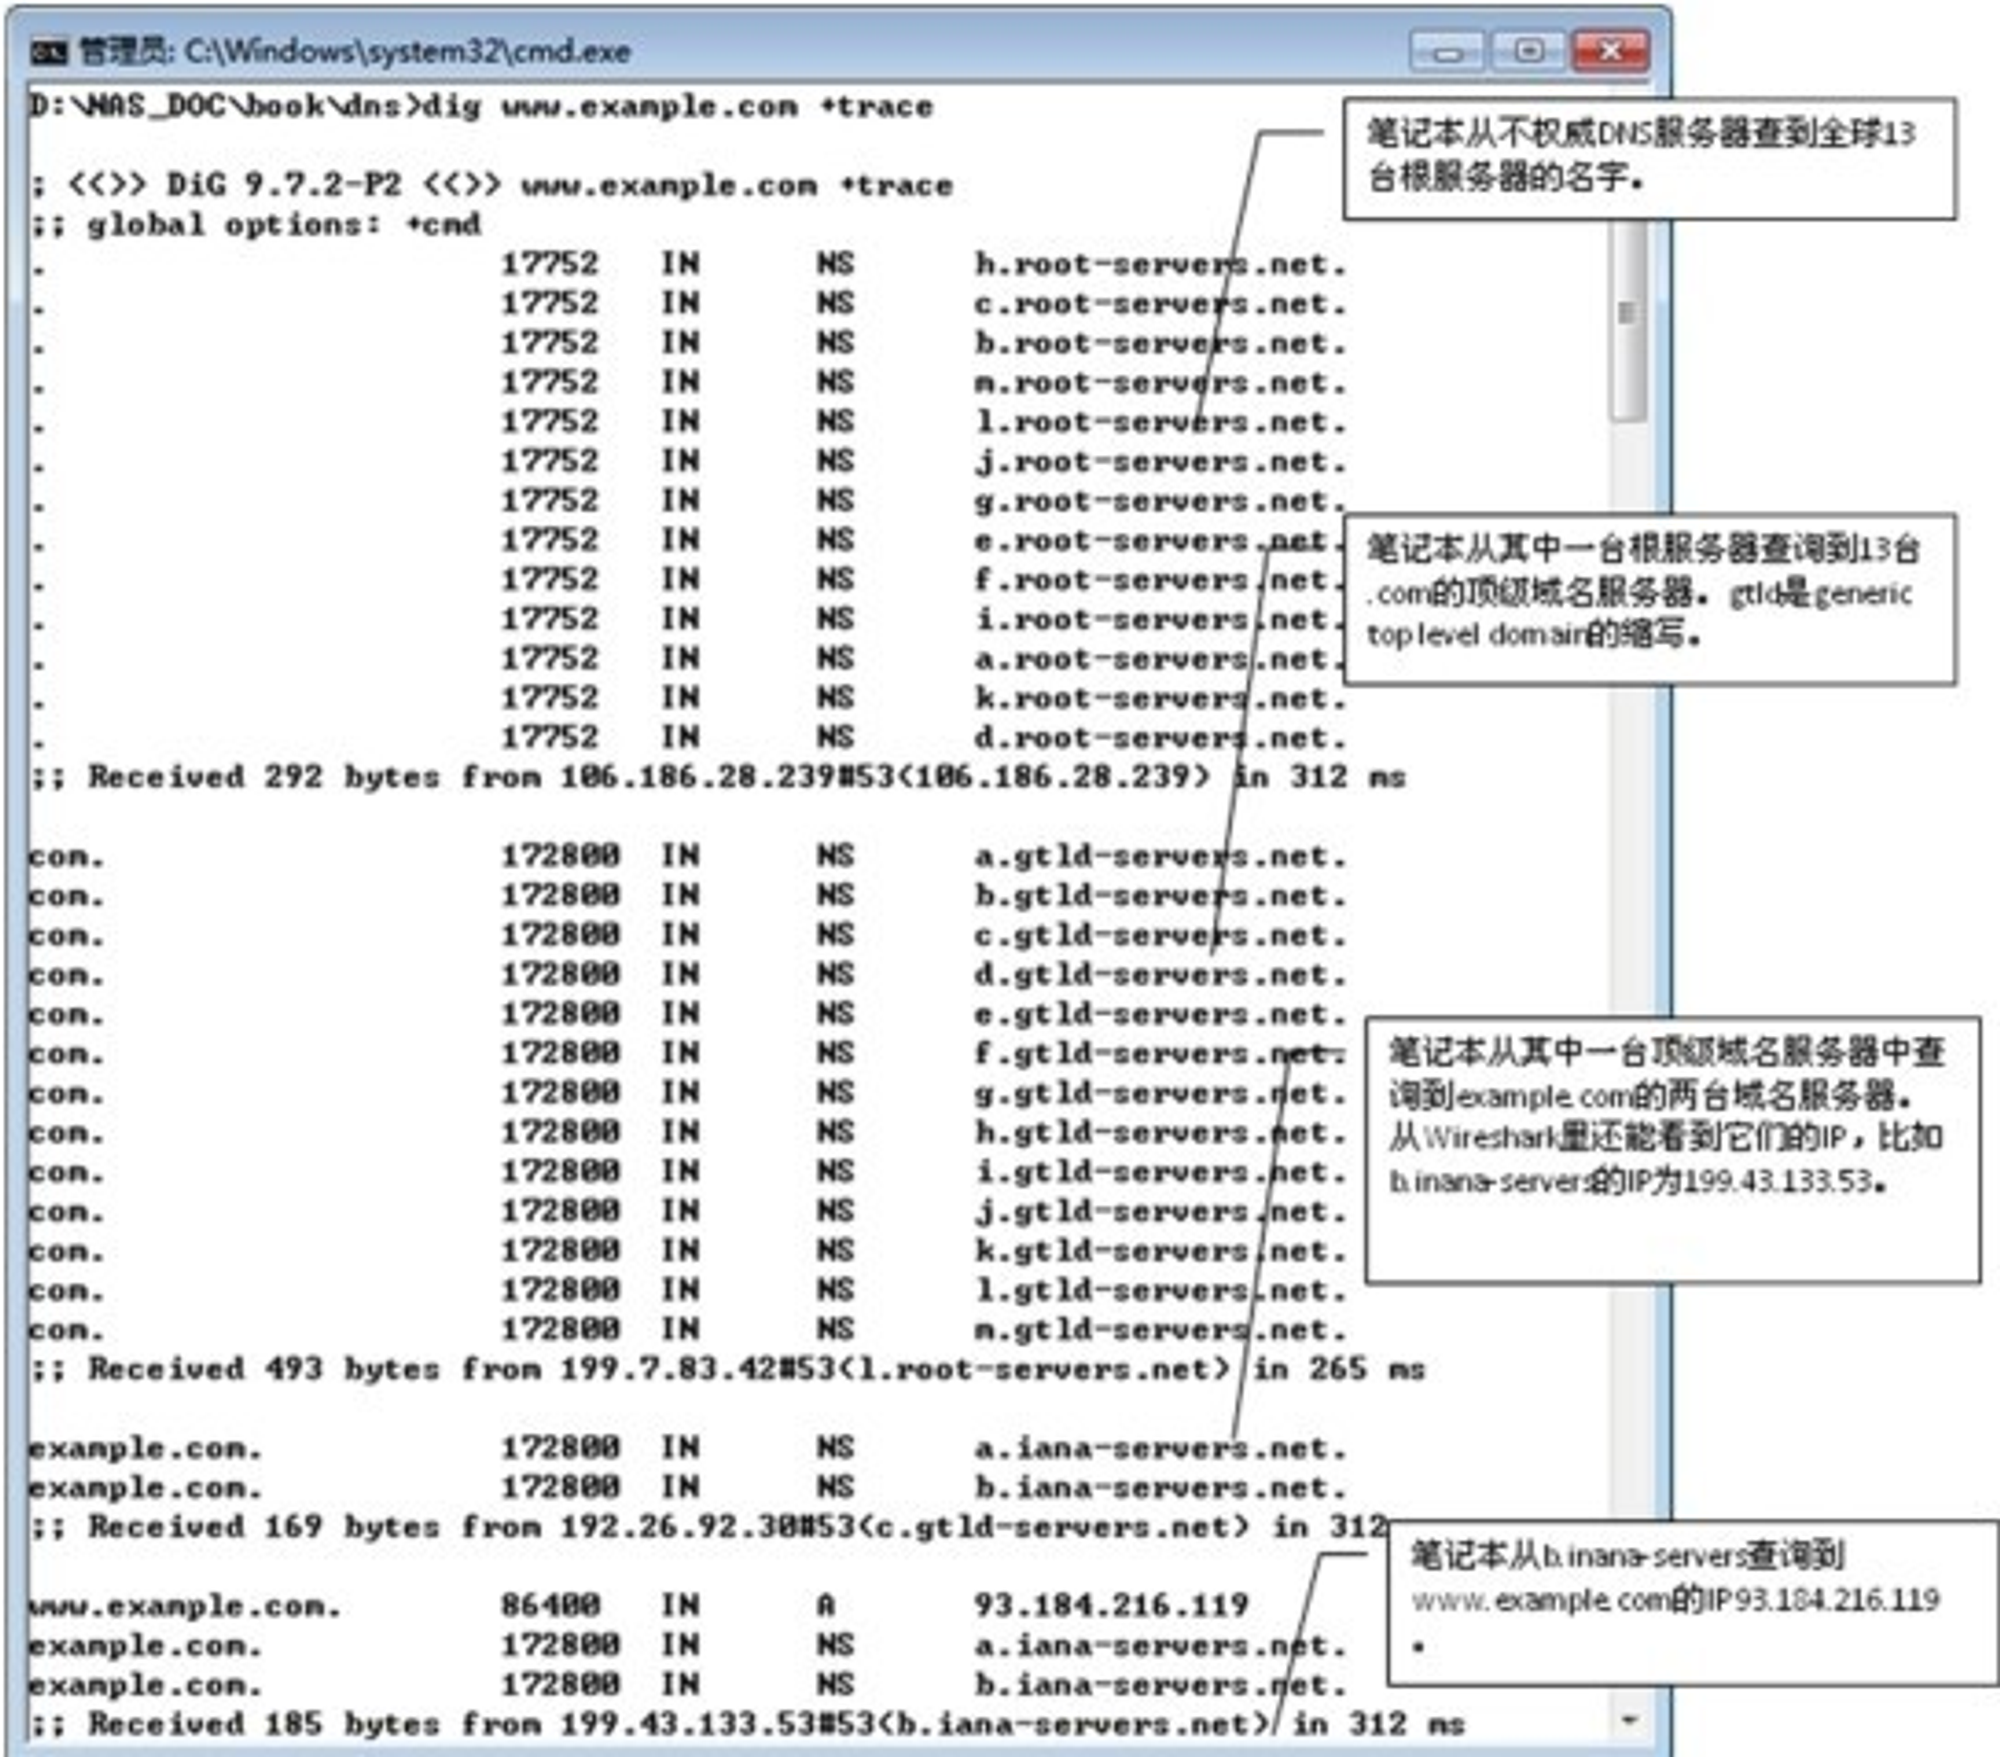 管理员: C:\Windows\system32\cmd.exe
D:\NAS_DOC\book\dns>dig www.example.com +trace
; <<>> DiG 9.7.2-P2 <<>> www.example.com +trace
;; global options: +cmd
. 17752 IN NS h.root-servers.net.
. 17752 IN NS c.root-servers.net.
. 17752 IN NS b.root-servers.net.
. 17752 IN NS m.root-servers.net.
. 17752 IN NS l.root-servers.net.
. 17752 IN NS j.root-servers.net.
. 17752 IN NS g.root-servers.net.
. 17752 IN NS e.root-servers.net.
. 17752 IN NS f.root-servers.net.
. 17752 IN NS i.root-servers.net.
. 17752 IN NS a.root-servers.net.
. 17752 IN NS k.root-servers.net.
. 17752 IN NS d.root-servers.net.
;; Received 292 bytes from 106.186.28.239#53(106.186.28.239) in 312 ms
com. 172800 IN NS a.gtld-servers.net.
com. 172800 IN NS b.gtld-servers.net.
com. 172800 IN NS c.gtld-servers.net.
com. 172800 IN NS d.gtld-servers.net.
com. 172800 IN NS e.gtld-servers.net.
com. 172800 IN NS f.gtld-servers.net.
com. 172800 IN NS g.gtld-servers.net.
com. 172800 IN NS h.gtld-servers.net.
com. 172800 IN NS i.gtld-servers.net.
com. 172800 IN NS j.gtld-servers.net.
com. 172800 IN NS k.gtld-servers.net.
com. 172800 IN NS l.gtld-servers.net.
com. 172800 IN NS m.gtld-servers.net.
;; Received 493 bytes from 199.7.83.42#53(l.root-servers.net) in 265 ms
example.com. 172800 IN NS a.iana-servers.net.
example.com. 172800 IN NS b.iana-servers.net.
;; Received 169 bytes from 192.26.92.30#53(c.gtld-servers.net) in 312
www.example.com. 86400 IN A 93.184.216.119
example.com. 172800 IN NS a.iana-servers.net.
example.com. 172800 IN NS b.iana-servers.net.
;; Received 185 bytes from 199.43.133.53#53(b.iana-servers.net) in 312 ms
笔记本从不权威DNS服务器查到全球13
台根服务器的名字。
笔记本从其中一台根服务器查询到13台
.com的顶级域名服务器。gtld是generic
top level domain的缩写。
笔记本从其中一台顶级域名服务器中查
询到example.com的两台域名服务器。
从Wireshark里还能看到它们的IP，比如
b.inana-servers的IP为199.43.133.53。
笔记本从b.inana-servers查询到
www.example.com的IP93.184.216.119
。